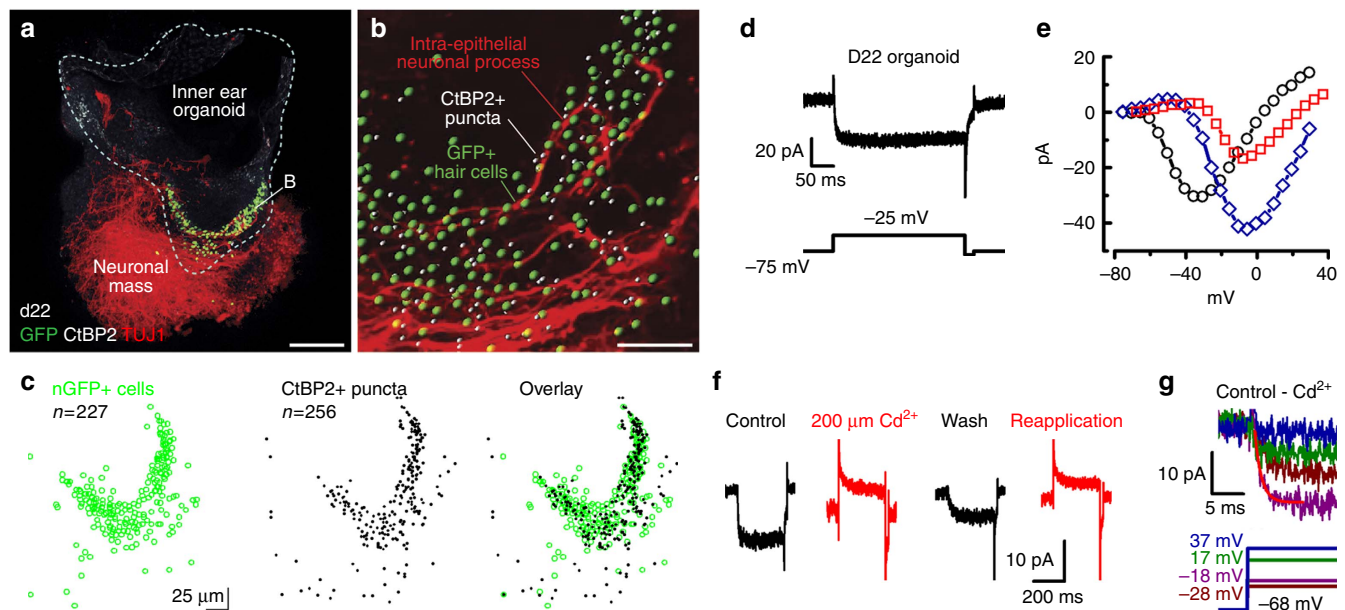 a
Inner ear
organoid
B
Neuronal
mass
d22
GFP CtBP2 TUJ1
b
Intra-epithelial
neuronal process
CtBP2+
puncta
GFP+
hair cells
c
nGFP+ cells
n=227
CtBP2+ puncta
n=256
Overlay
25 μm
d
D22 organoid
20 pA
50 ms
−25 mV
−75 mV
e
20
0
−20
−40
pA
−80 −40 0 40
mV
f
Control
200 μm Cd²⁺
Wash
Reapplication
10 pA
200 ms
g
Control - Cd²⁺
10 pA
5 ms
37 mV
17 mV
−18 mV
−28 mV
−68 mV